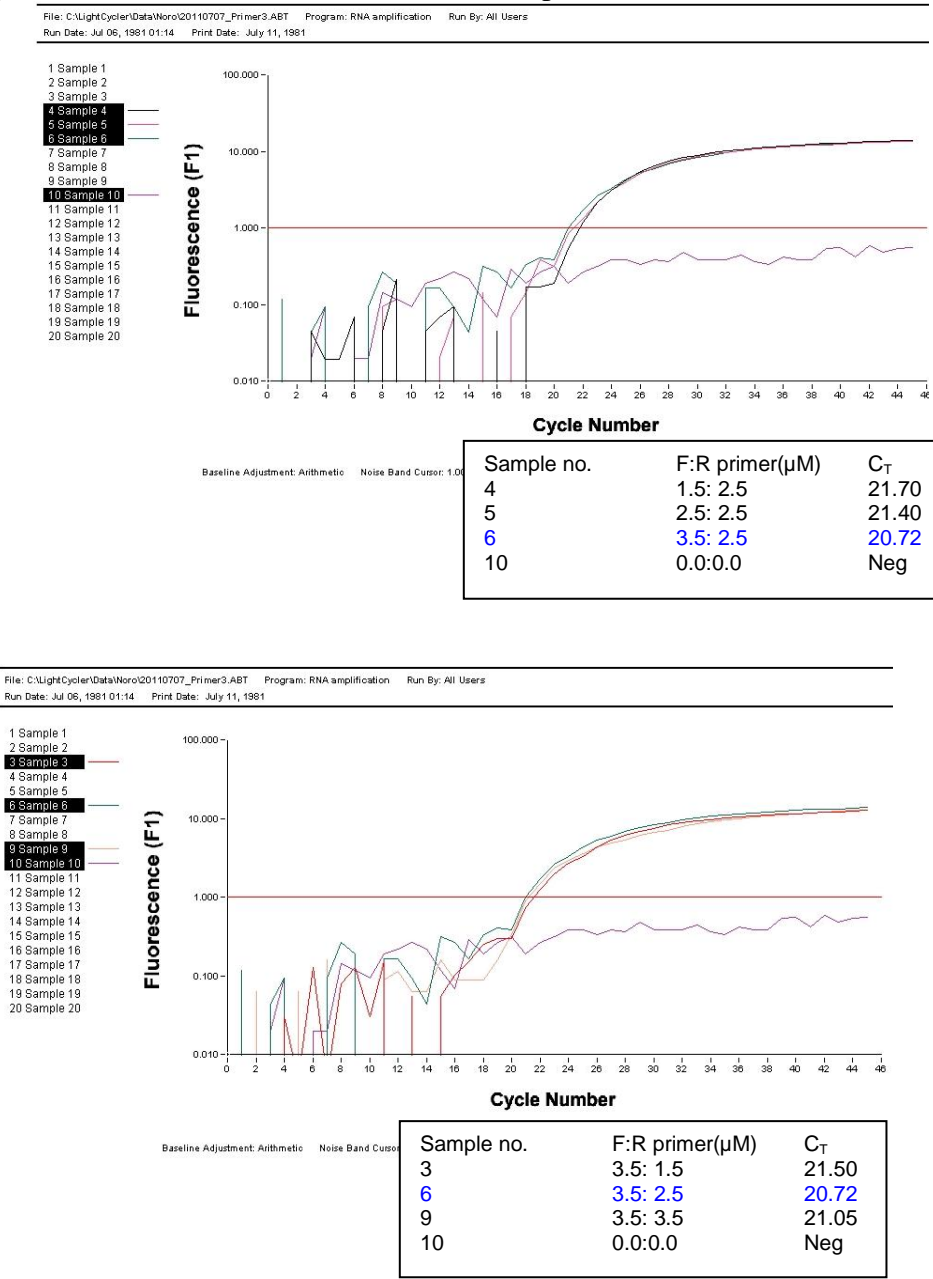 File: C:\LightCycler\Data\Noro\20110707_Primer3.ABT Program: RNA amplification Run By: All Users
Run Date: Jul 06, 1981 01:14 Print Date: July 11, 1981
1 Sample 1
2 Sample 2
3 Sample 3
4 Sample 4
5 Sample 5
6 Sample 6
7 Sample 7
8 Sample 8
9 Sample 9
10 Sample 10
11 Sample 11
12 Sample 12
13 Sample 13
14 Sample 14
15 Sample 15
16 Sample 16
17 Sample 17
18 Sample 18
19 Sample 19
20 Sample 20
Fluorescence (F1)
100.000
10.000
1.000
0.100
0.010
0 2 4 6 8 10 12 14 16 18 20 22 24 26 28 30 32 34 36 38 40 42 44 46
Cycle Number
Baseline Adjustment: Arithmetic Noise Band Cursor: 1.00
Sample no. F:R primer(µM) CT
4 1.5: 2.5 21.70
5 2.5: 2.5 21.40
6 3.5: 2.5 20.72
10 0.0:0.0 Neg
File: C:\LightCycler\Data\Noro\20110707_Primer3.ABT Program: RNA amplification Run By: All Users
Run Date: Jul 06, 1981 01:14 Print Date: July 11, 1981
1 Sample 1
2 Sample 2
3 Sample 3
4 Sample 4
5 Sample 5
6 Sample 6
7 Sample 7
8 Sample 8
9 Sample 9
10 Sample 10
11 Sample 11
12 Sample 12
13 Sample 13
14 Sample 14
15 Sample 15
16 Sample 16
17 Sample 17
18 Sample 18
19 Sample 19
20 Sample 20
Fluorescence (F1)
100.000
10.000
1.000
0.100
0.010
0 2 4 6 8 10 12 14 16 18 20 22 24 26 28 30 32 34 36 38 40 42 44 46
Cycle Number
Baseline Adjustment: Arithmetic Noise Band Cursor
Sample no. F:R primer(µM) CT
3 3.5: 1.5 21.50
6 3.5: 2.5 20.72
9 3.5: 3.5 21.05
10 0.0:0.0 Neg